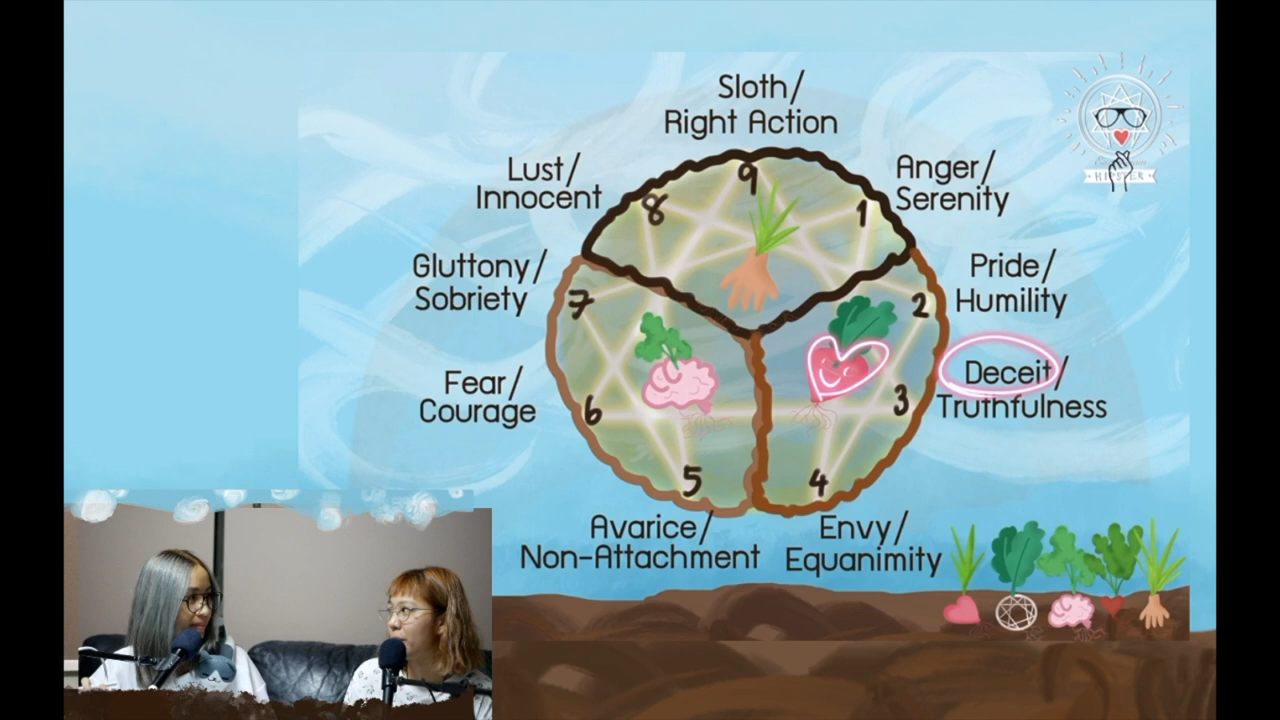 Sloth/
Right Action
Lust/
Innocent
Anger/
Serenity
9
8
1
Gluttony/
Sobriety
Pride/
Humility
7
2
Fear/
Courage
Deceit/
Truthfulness
6
3
5
4
Avarice/
Non-Attachment
Envy/
Equanimity
HIPSTER